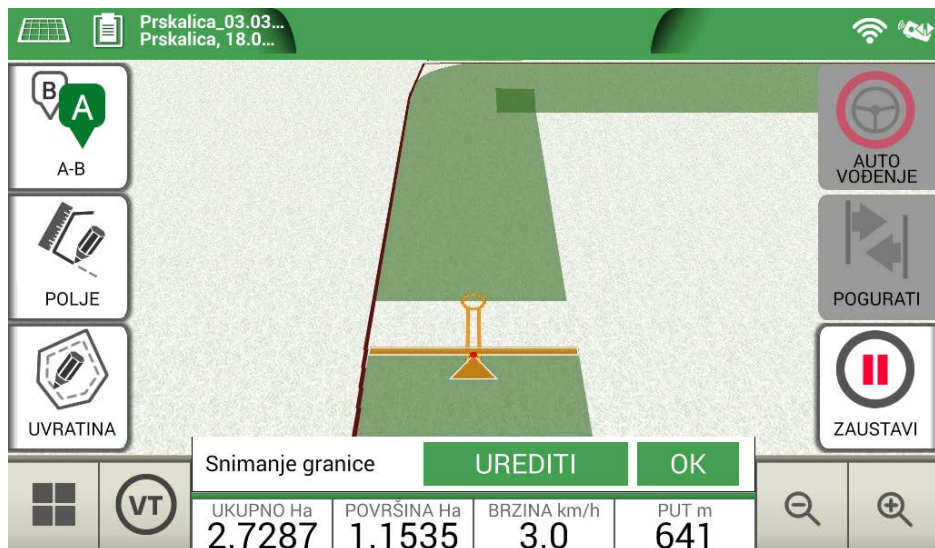 Prskalica_03.03...
Prskalica, 18.0...
B
A
A-B
AUTO
VOĐENJE
POLJE
POGURATI
UVRATINA
ZAUSTAVI
Snimanje granice
UREDITI
OK
VT
UKUPNO Ha
POVRŠINA Ha
BRZINA km/h
PUT m
2.7287
1.1535
3.0
641